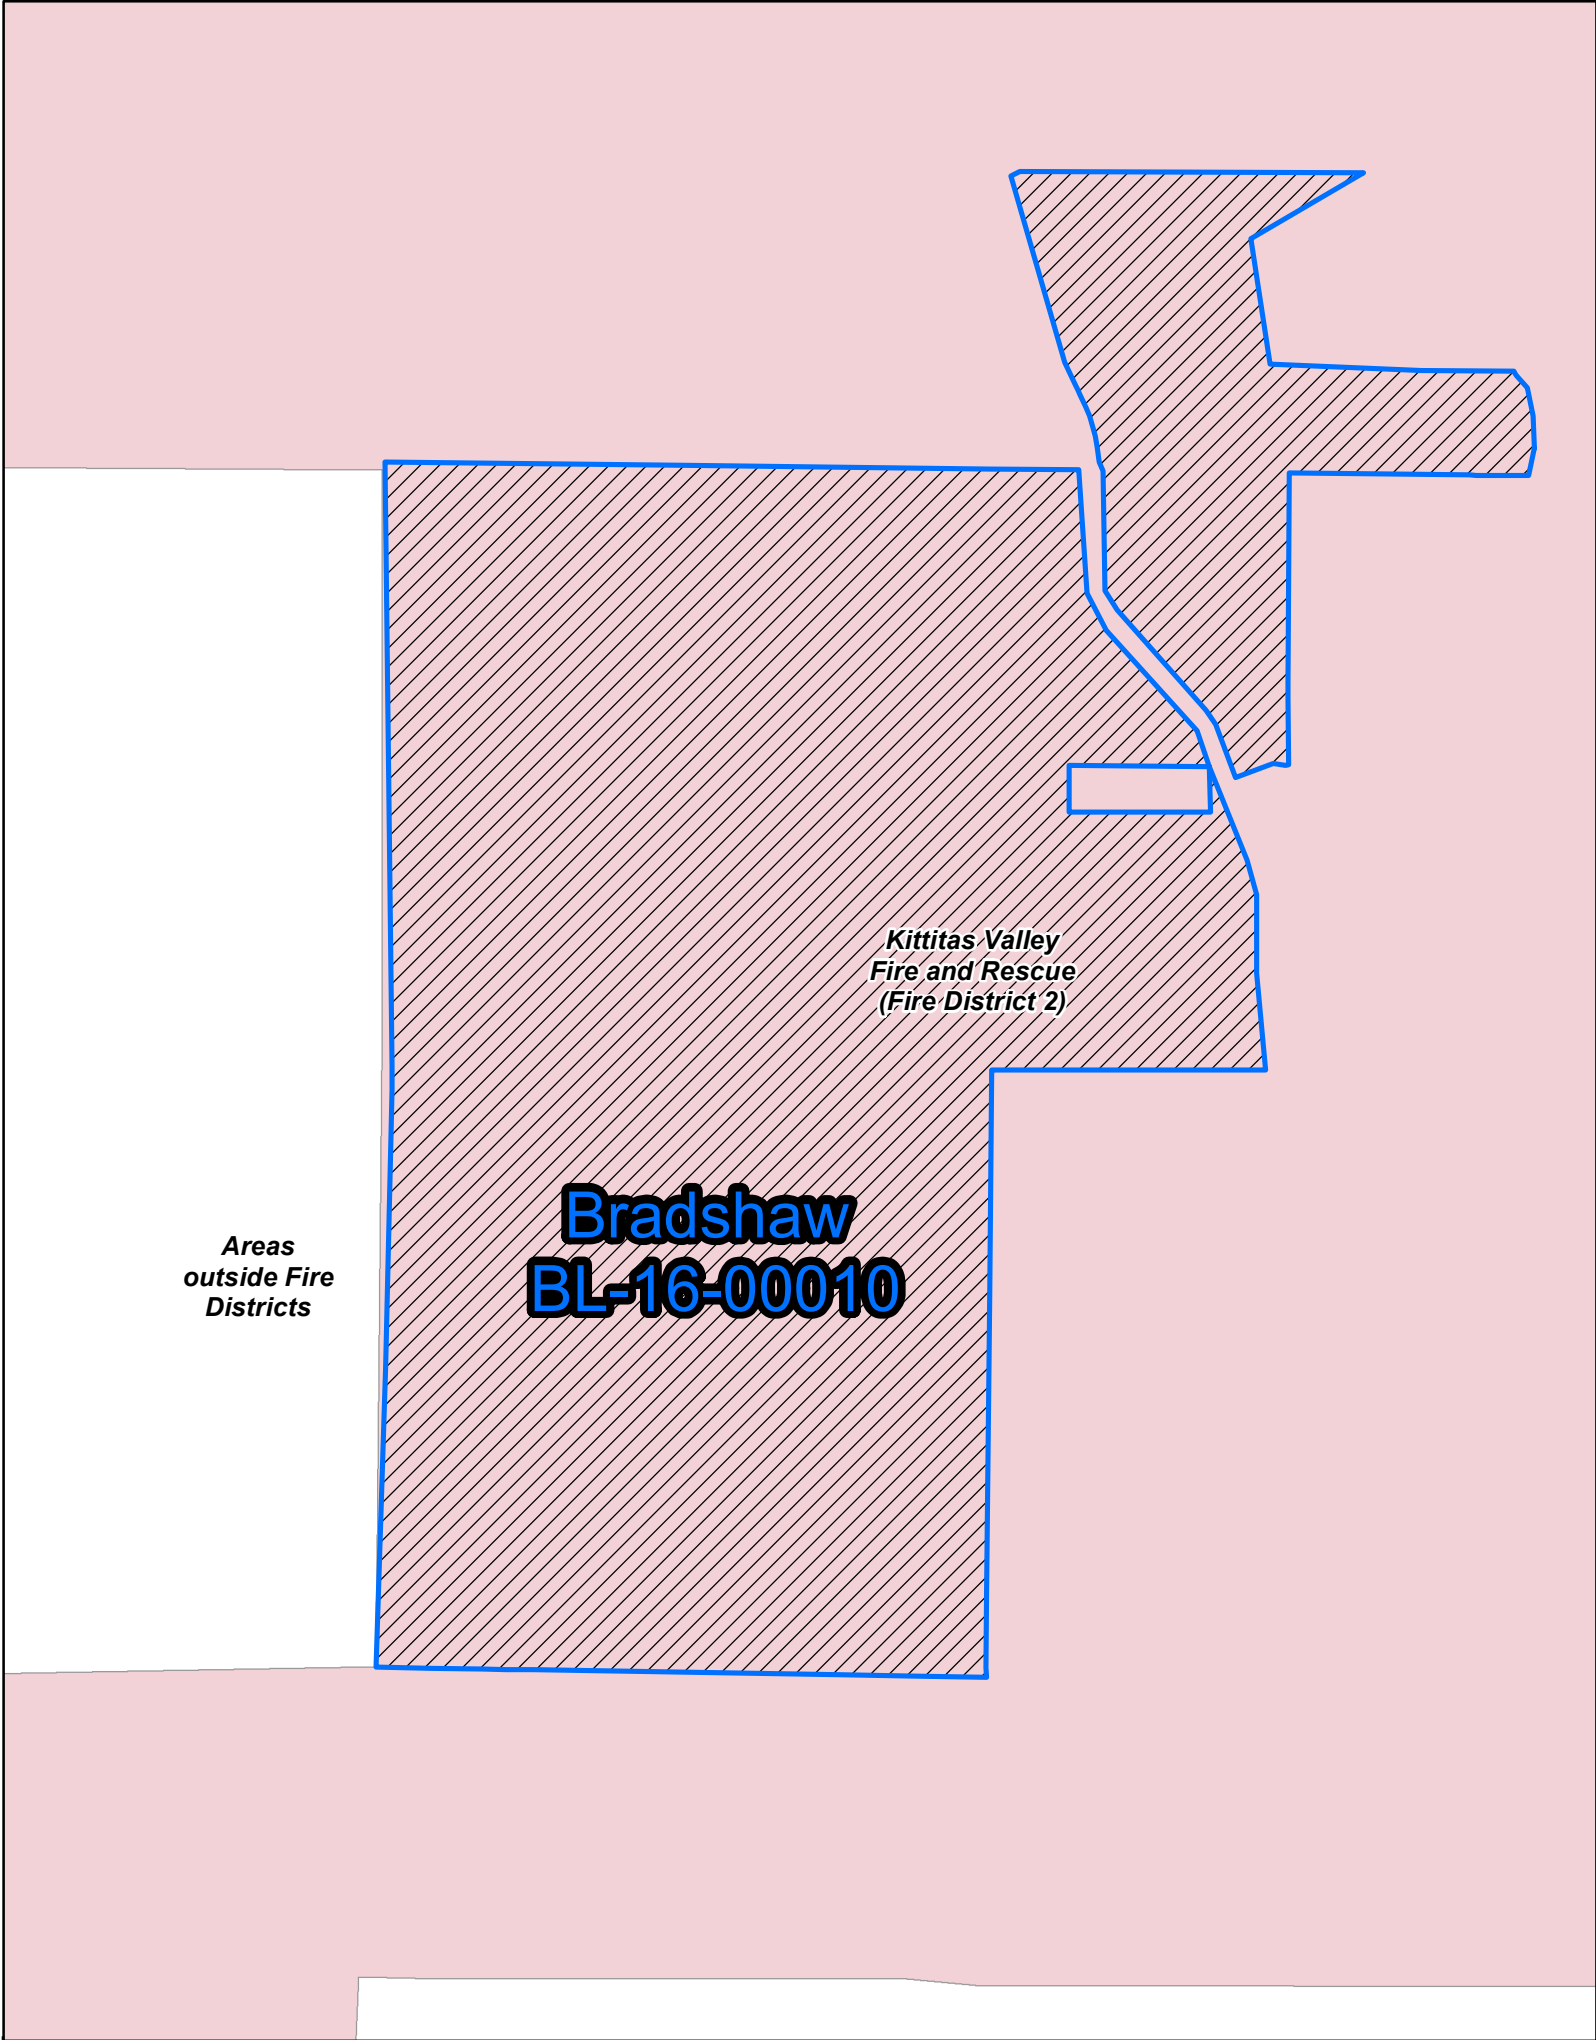 Kittitas Valley
Fire and Rescue
(Fire District 2)
Bradshaw
BL-16-00010
Areas
outside Fire
Districts